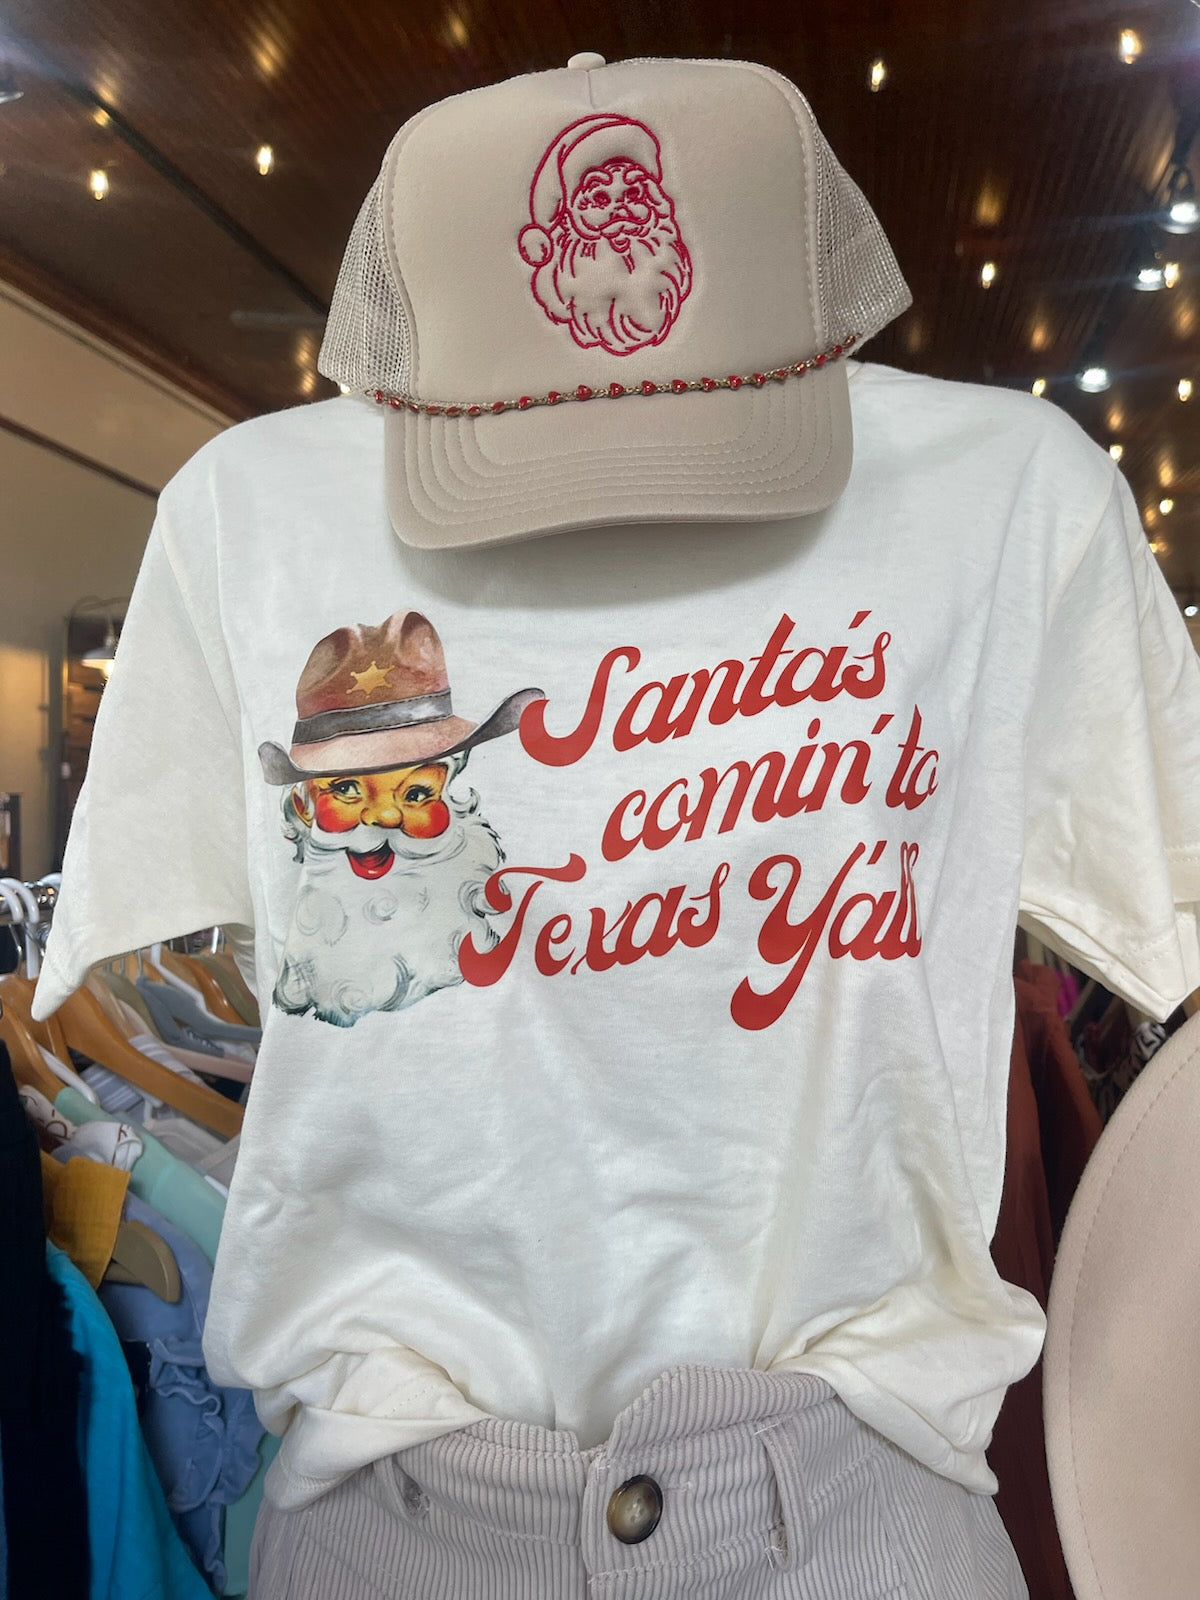 Santa's
comin' to
Texas Y'all